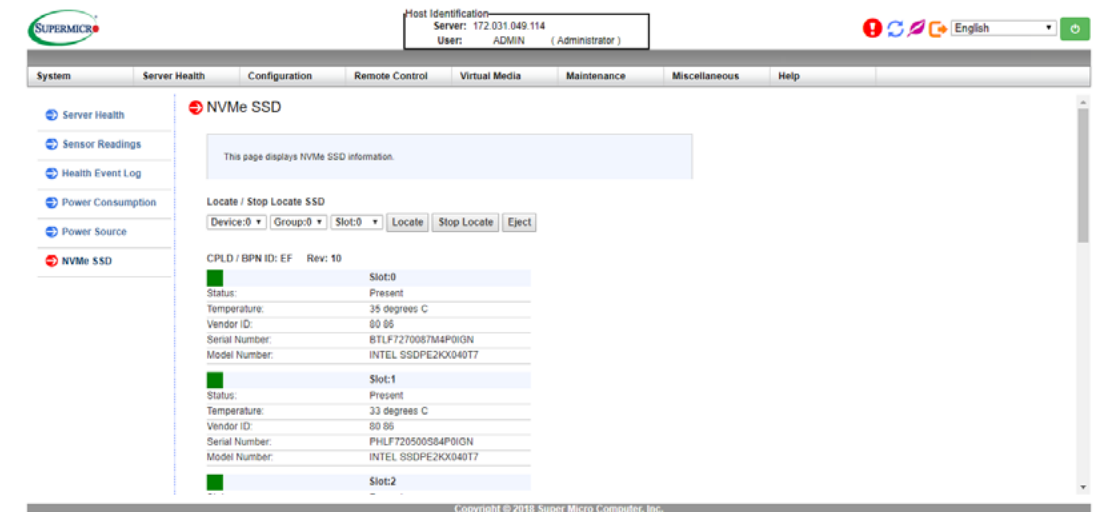 SUPERMICR
Host Identification
Server: 172.031.049.114
User: ADMIN ( Administrator )
English
System Server Health Configuration Remote Control Virtual Media Maintenance Miscellaneous Help
Server Health
Sensor Readings
Health Event Log
Power Consumption
Power Source
NVMe SSD
NVMe SSD
This page displays NVMe SSD information.
Locate / Stop Locate SSD
Device:0 Group:0 Slot:0 Locate Stop Locate Eject
CPLD / BPN ID: EF Rev: 10
Slot:0
Status: Present
Temperature: 35 degrees C
Vendor ID: 80 86
Serial Number: BTLF7270087M4P0IGN
Model Number: INTEL SSDPE2KX040T7
Slot:1
Status: Present
Temperature: 33 degrees C
Vendor ID: 80 86
Serial Number: PHLF720500S84P0IGN
Model Number: INTEL SSDPE2KX040T7
Slot:2
Copyright © 2018 Super Micro Computer, Inc.